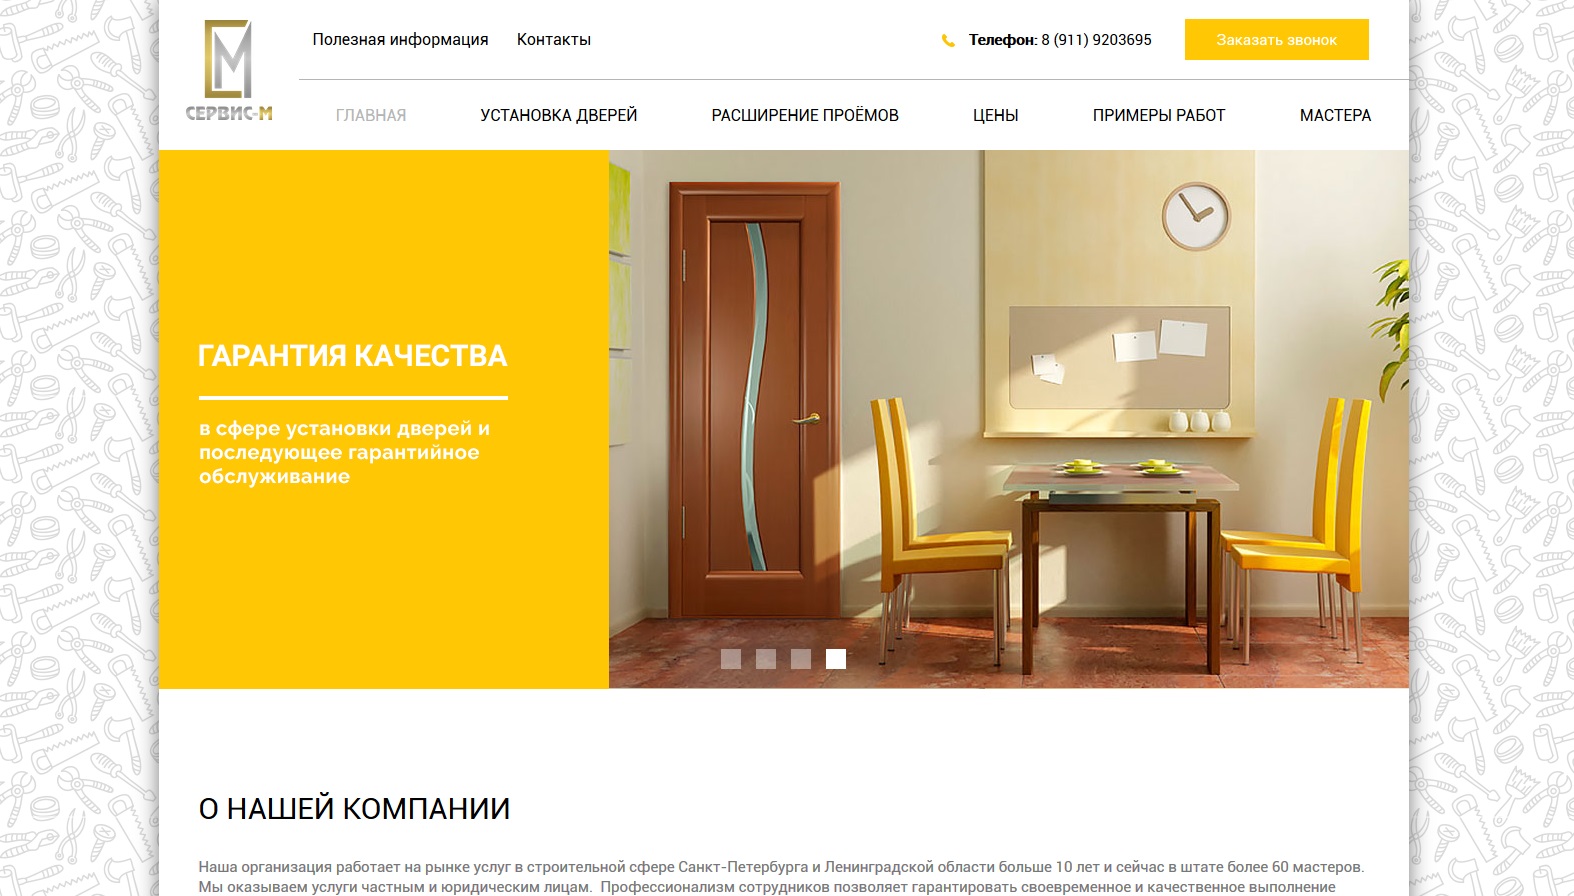 Полезная информация Контакты
Телефон: 8 (911) 9203695
Заказать звонок
СЕРВИС-М
ГЛАВНАЯ УСТАНОВКА ДВЕРЕЙ РАСШИРЕНИЕ ПРОЁМОВ ЦЕНЫ ПРИМЕРЫ РАБОТ МАСТЕРА
ГАРАНТИЯ КАЧЕСТВА
в сфере установки дверей и
последующее гарантийное
обслуживание
О НАШЕЙ КОМПАНИИ
Наша организация работает на рынке услуг в строительной сфере Санкт-Петербурга и Ленинградской области больше 10 лет и сейчас в штате более 60 мастеров.
Мы оказываем услуги частным и юридическим лицам. Профессионализм сотрудников позволяет гарантировать своевременное и качественное выполнение